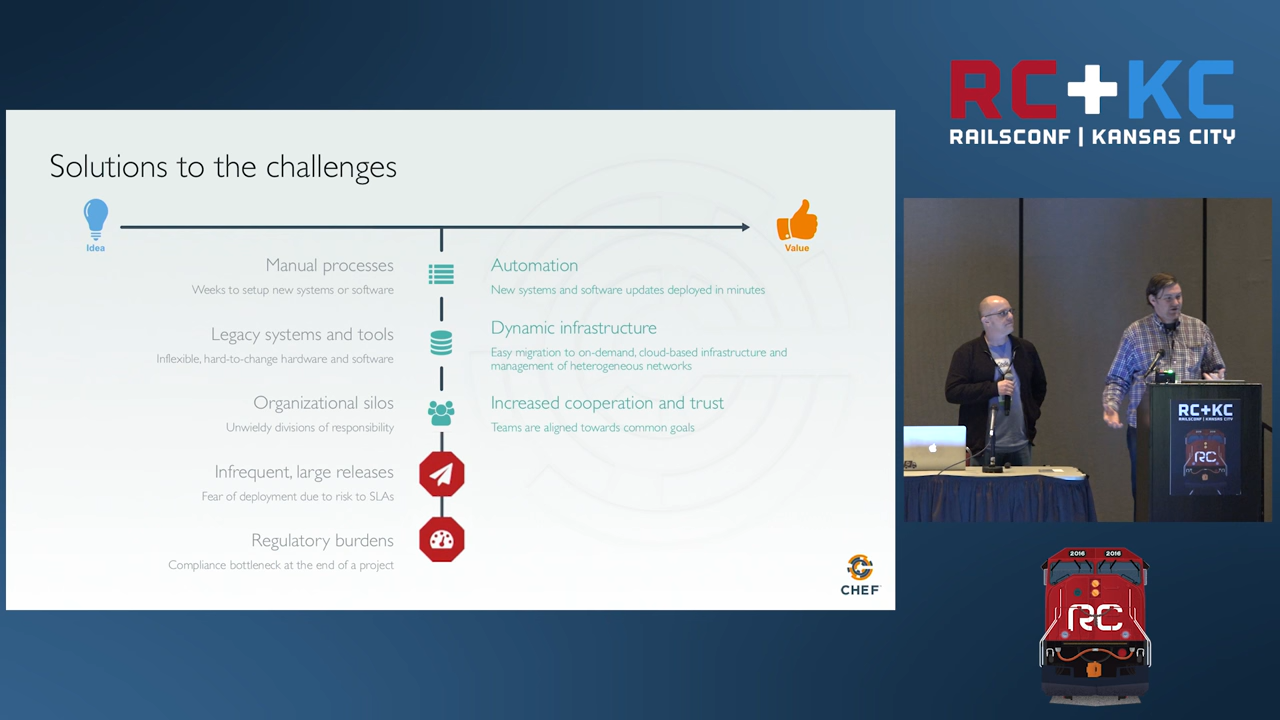 Solutions to the challenges
Idea
Value
Manual processes
Weeks to setup new systems or software
Automation
New systems and software updates deployed in minutes
Legacy systems and tools
Inflexible, hard-to-change hardware and software
Dynamic infrastructure
Easy migration to on-demand, cloud-based infrastructure and
management of heterogeneous networks
Organizational silos
Unwieldy divisions of responsibility
Increased cooperation and trust
Teams are aligned towards common goals
Infrequent, large releases
Fear of deployment due to risk to SLAs
Regulatory burdens
Compliance bottleneck at the end of a project
CHEF
RC+KC
RAILSCONF | KANSAS CITY
RC+KC
RAILSCONF | KANSAS CITY
RC
2016 2016
RC